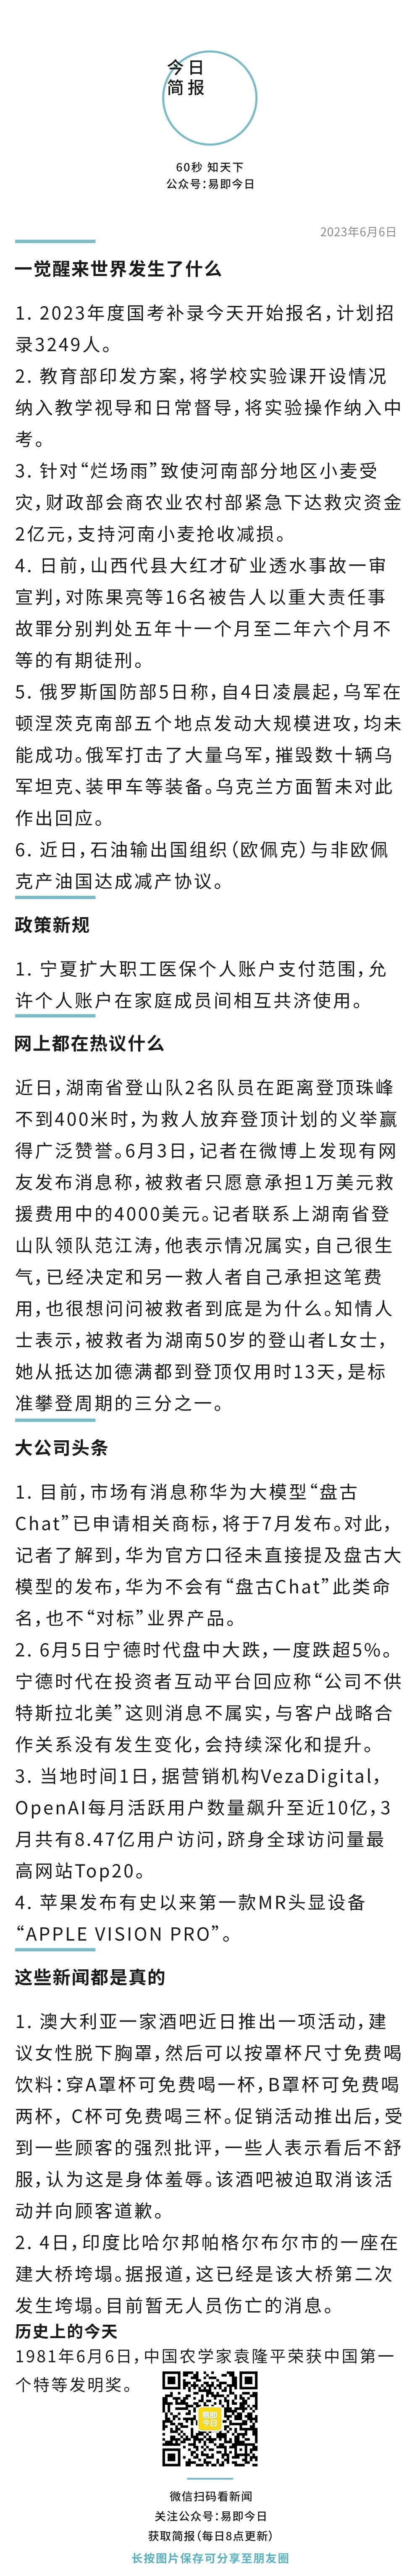 今日
简报
60秒 知天下
公众号：易即今日
2023年6月6日
一觉醒来世界发生了什么
1. 2023年度国考补录今天开始报名，计划招
录3249人。
2. 教育部印发方案，将学校实验课开设情况
纳入教学视导和日常督导，将实验操作纳入中
考。
3. 针对“烂场雨”致使河南部分地区小麦受
灾，财政部会商农业农村部紧急下达救灾资金
2亿元，支持河南小麦抢收减损。
4. 日前，山西代县大红才矿业透水事故一审
宣判，对陈果亮等16名被告人以重大责任事
故罪分别判处五年十一个月至二年六个月不
等的有期徒刑。
5. 俄罗斯国防部5日称，自4日凌晨起，乌军在
顿涅茨克南部五个地点发动大规模进攻，均未
能成功。俄军打击了大量乌军，摧毁数十辆乌
军坦克、装甲车等装备。乌克兰方面暂未对此
作出回应。
6. 近日，石油输出国组织（欧佩克）与非欧佩
克产油国达成减产协议。
政策新规
1. 宁夏扩大职工医保个人账户支付范围，允
许个人账户在家庭成员间相互共济使用。
网上都在热议什么
近日，湖南省登山队2名队员在距离登顶珠峰
不到400米时，为救人放弃登顶计划的义举赢
得广泛赞誉。6月3日，记者在微博上发现有网
友发布消息称，被救者只愿意承担1万美元救
援费用中的4000美元。记者联系上湖南省登
山队领队范江涛，他表示情况属实，自己很生
气，已经决定和另一救人者自己承担这笔费
用，也很想问问被救者到底是为什么。知情人
士表示，被救者为湖南50岁的登山者L女士，
她从抵达加德满都到登顶仅用时13天，是标
准攀登周期的三分之一。
大公司头条
1. 目前，市场有消息称华为大模型“盘古
Chat”已申请相关商标，将于7月发布。对此，
记者了解到，华为官方口径未直接提及盘古大
模型的发布，华为不会有“盘古Chat”此类命
名，也不“对标”业界产品。
2. 6月5日宁德时代盘中大跌，一度跌超5%。
宁德时代在投资者互动平台回应称“公司不供
特斯拉北美”这则消息不属实，与客户战略合
作关系没有发生变化，会持续深化和提升。
3. 当地时间1日，据营销机构VezaDigital，
OpenAI每月活跃用户数量飙升至近10亿，3
月共有8.47亿用户访问，跻身全球访问量最
高网站Top20。
4. 苹果发布有史以来第一款MR头显设备
“APPLE VISION PRO”。
这些新闻都是真的
1. 澳大利亚一家酒吧近日推出一项活动，建
议女性脱下胸罩，然后可以按罩杯尺寸免费喝
饮料：穿A罩杯可免费喝一杯，B罩杯可免费喝
两杯， C杯可免费喝三杯。促销活动推出后，受
到一些顾客的强烈批评，一些人表示看后不舒
服，认为这是身体羞辱。该酒吧被迫取消该活
动并向顾客道歉。
2. 4日，印度比哈尔邦帕格尔布尔市的一座在
建大桥垮塌。据报道，这已经是该大桥第二次
发生垮塌。目前暂无人员伤亡的消息。
历史上的今天
1981年6月6日，中国农学家袁隆平荣获中国第一
个特等发明奖。
易即
今日
微信扫码看新闻
关注公众号：易即今日
获取简报（每日8点更新）
长按图片保存可分享至朋友圈